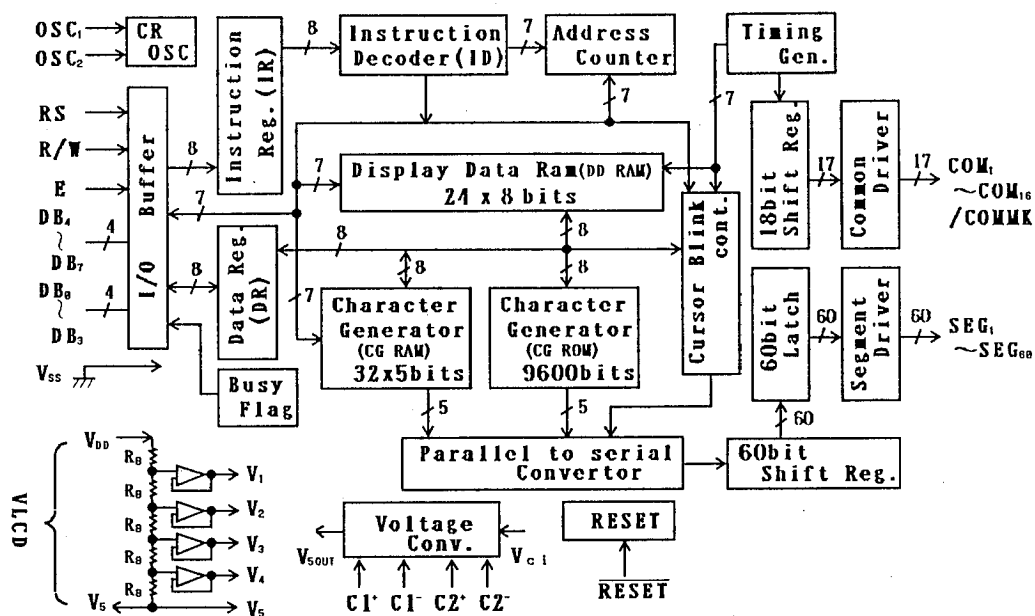 OSC₁
OSC₂
CR
OSC
Instruction
Reg. (IR)
8
Instruction
Decoder(ID)
7
Address
Counter
Timing
Gen.
7
7
RS
R/W
E
DB₄
~
DB₇
4
DB₀
~
DB₃
4
I/O Buffer
8
7
8
Display Data Ram(DD RAM)
24 x 8bits
7
8
8
Data Reg.
(DR)
7
8
8
Character
Generator
(CG RAM)
32x5bits
Character
Generator
(CG ROM)
9600bits
Cursor Blink
cont.
18bit
Shift Reg.
17
Common
Driver
17
COM₁
~COM₁₆
/COMMK
60bit
Latch
60
Segment
Driver
60
SEG₁
~SEG₆₀
Vss
Busy
Flag
5
5
60
Parallel to serial
Convertor
60bit
Shift Reg.
VLCD
VDD
RB
RB
RB
RB
RB
V₁
V₂
V₃
V₄
V₅
V₅
Voltage
Conv.
V5OUT
Vci
C1⁺
C1⁻
C2⁺
C2⁻
RESET
RESET